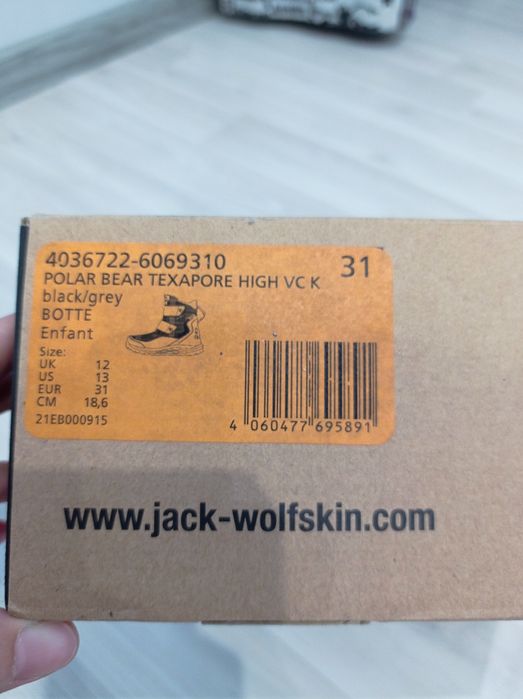 4036722-6069310 31
POLAR BEAR TEXAPORE HIGH VC K
black/grey
BOTTE
Enfant
Size:
UK 12
US 13
EUR 31
CM 18,6
21EB000915
4 060477 695891
www.jack-wolfskin.com